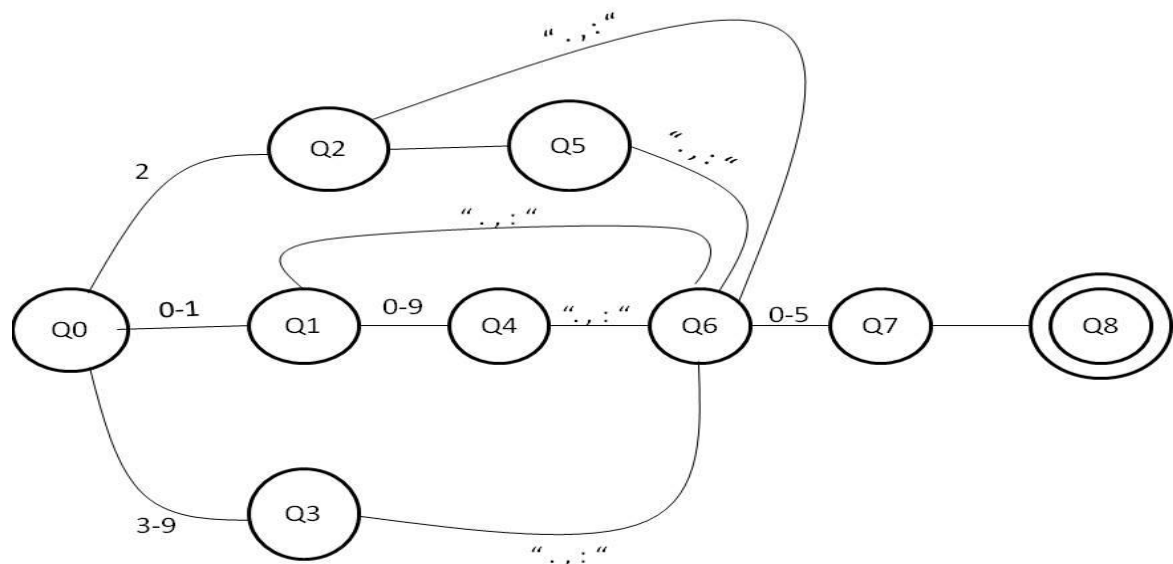 “ . , : “
Q2
Q5
“ . , : “
2
“ . , : “
Q0
0-1
Q1
0-9
Q4
“ . , : “
Q6
0-5
Q7
Q8
Q3
3-9
“ . , : “